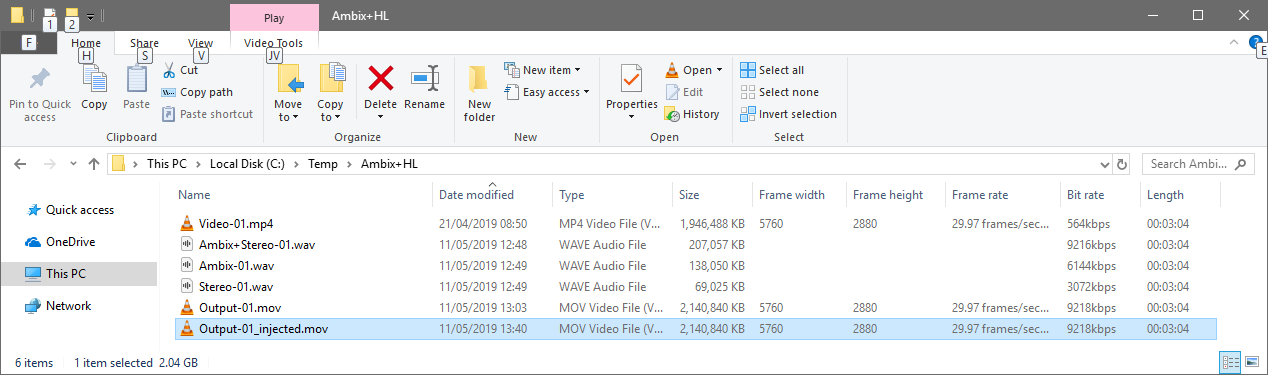 1 2 Play Ambix+HL
F Home Share View Video Tools
H S V JV E
Pin to Quick access
Copy
Paste
Cut
Copy path
Paste shortcut
Clipboard
Move to
Copy to
Delete
Rename
Organize
New folder
New item
Easy access
New
Properties
Open
Edit
History
Open
Select all
Select none
Invert selection
Select
This PC Local Disk (C:) Temp Ambix+HL Search Ambi...
Quick access
OneDrive
This PC
Network
Name Date modified Type Size Frame width Frame height Frame rate Bit rate Length
Video-01.mp4 21/04/2019 08:50 MP4 Video File (V... 1,946,488 KB 5760 2880 29.97 frames/sec... 564kbps 00:03:04
Ambix+Stereo-01.wav 11/05/2019 12:48 WAVE Audio File 207,057 KB 9216kbps 00:03:04
Ambix-01.wav 11/05/2019 12:49 WAVE Audio File 138,050 KB 6144kbps 00:03:04
Stereo-01.wav 11/05/2019 12:49 WAVE Audio File 69,025 KB 3072kbps 00:03:04
Output-01.mov 11/05/2019 13:03 MOV Video File (V... 2,140,840 KB 5760 2880 29.97 frames/sec... 9218kbps 00:03:04
Output-01_injected.mov 11/05/2019 13:40 MOV Video File (V... 2,140,840 KB 5760 2880 29.97 frames/sec... 9218kbps 00:03:04
6 items 1 item selected 2.04 GB